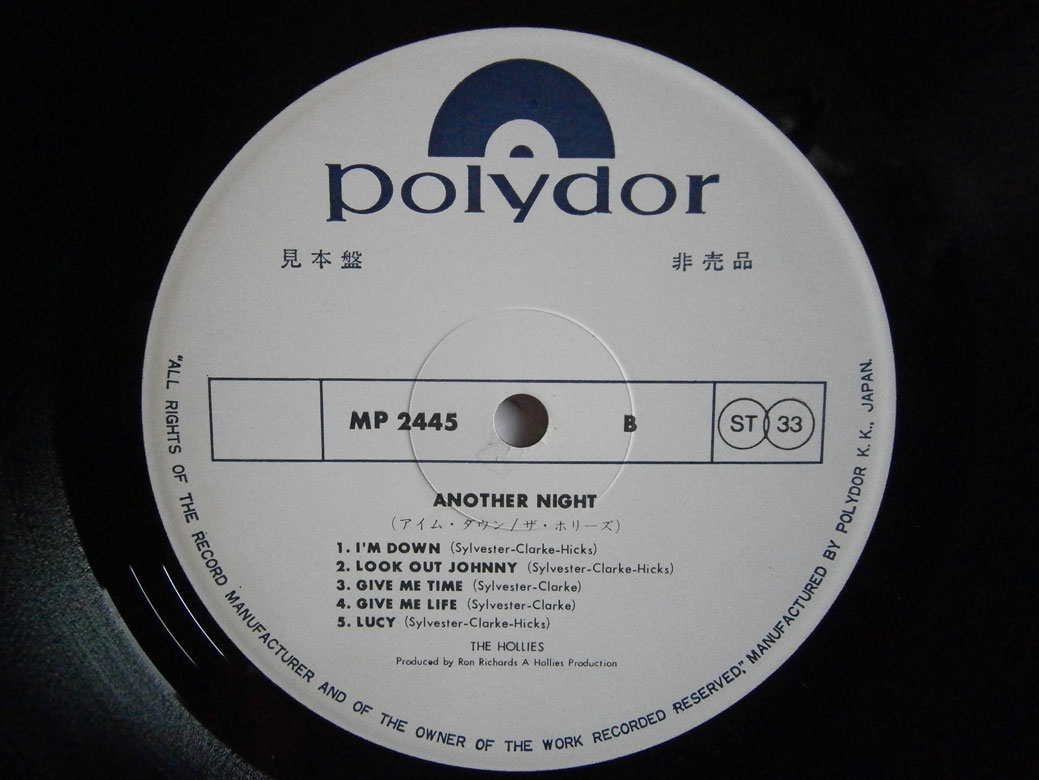 polydor
見本盤 非売品
MP 2445 B ST 33
ANOTHER NIGHT
(アイム・ダウン/ザ・ホリーズ)
1. I'M DOWN (Sylvester-Clarke-Hicks)
2. LOOK OUT JOHNNY (Sylvester-Clarke-Hicks)
3. GIVE ME TIME (Sylvester-Clarke)
4. GIVE ME LIFE (Sylvester-Clarke)
5. LUCY (Sylvester-Clarke-Hicks)
THE HOLLIES
Produced by Ron Richards A Hollies Production
"ALL RIGHTS OF THE RECORD MANUFACTURER AND OF THE OWNER OF THE WORK RECORDED RESERVED," MANUFACTURED BY POLYDOR K.K., JAPAN.